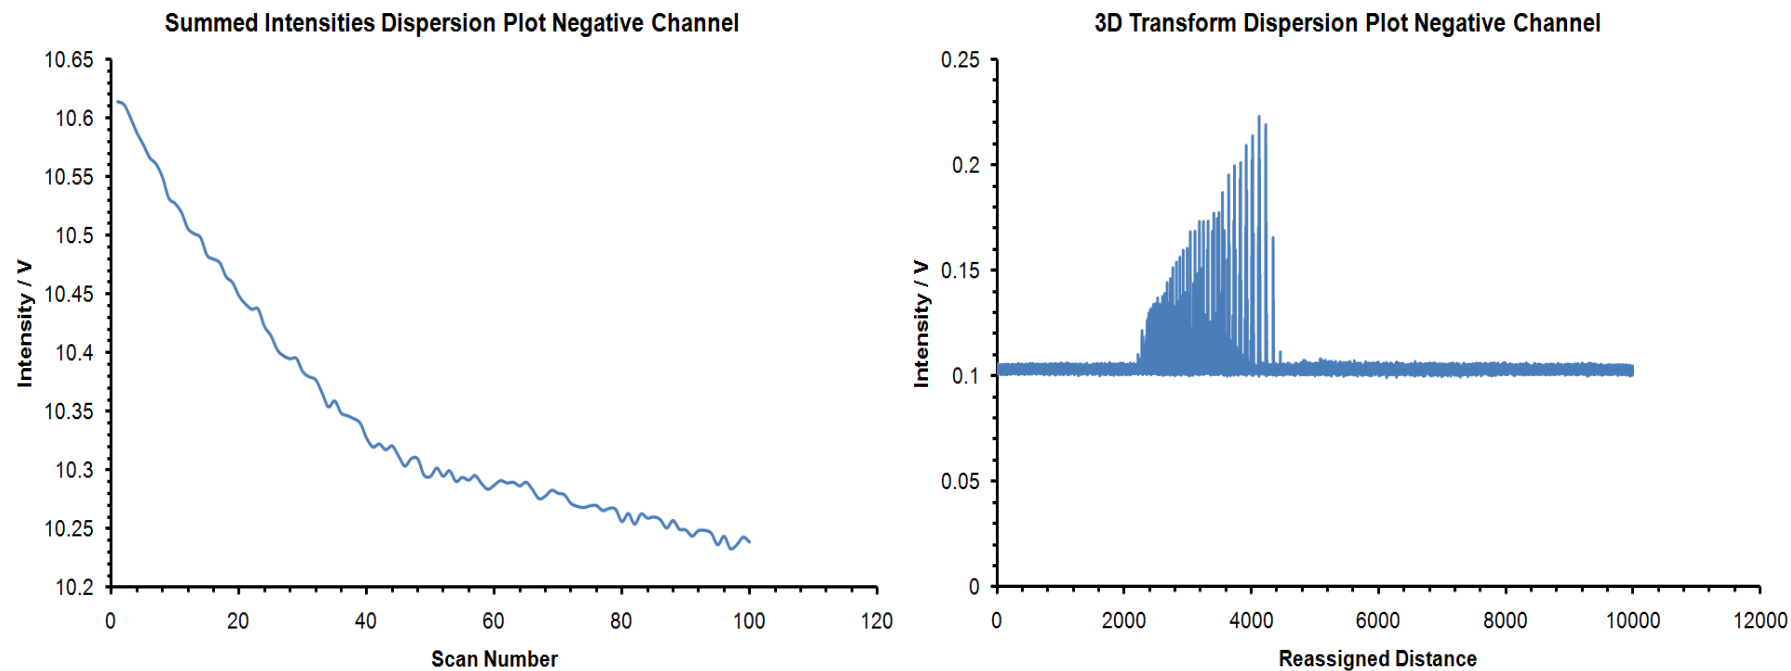 Summed Intensities Dispersion Plot Negative Channel
10.65
10.6
10.55
10.5
10.45
10.4
10.35
10.3
10.25
10.2
Intensity / V
0 20 40 60 80 100 120
Scan Number
3D Transform Dispersion Plot Negative Channel
0.25
0.2
0.15
0.1
0.05
0
Intensity / V
0 2000 4000 6000 8000 10000 12000
Reassigned Distance